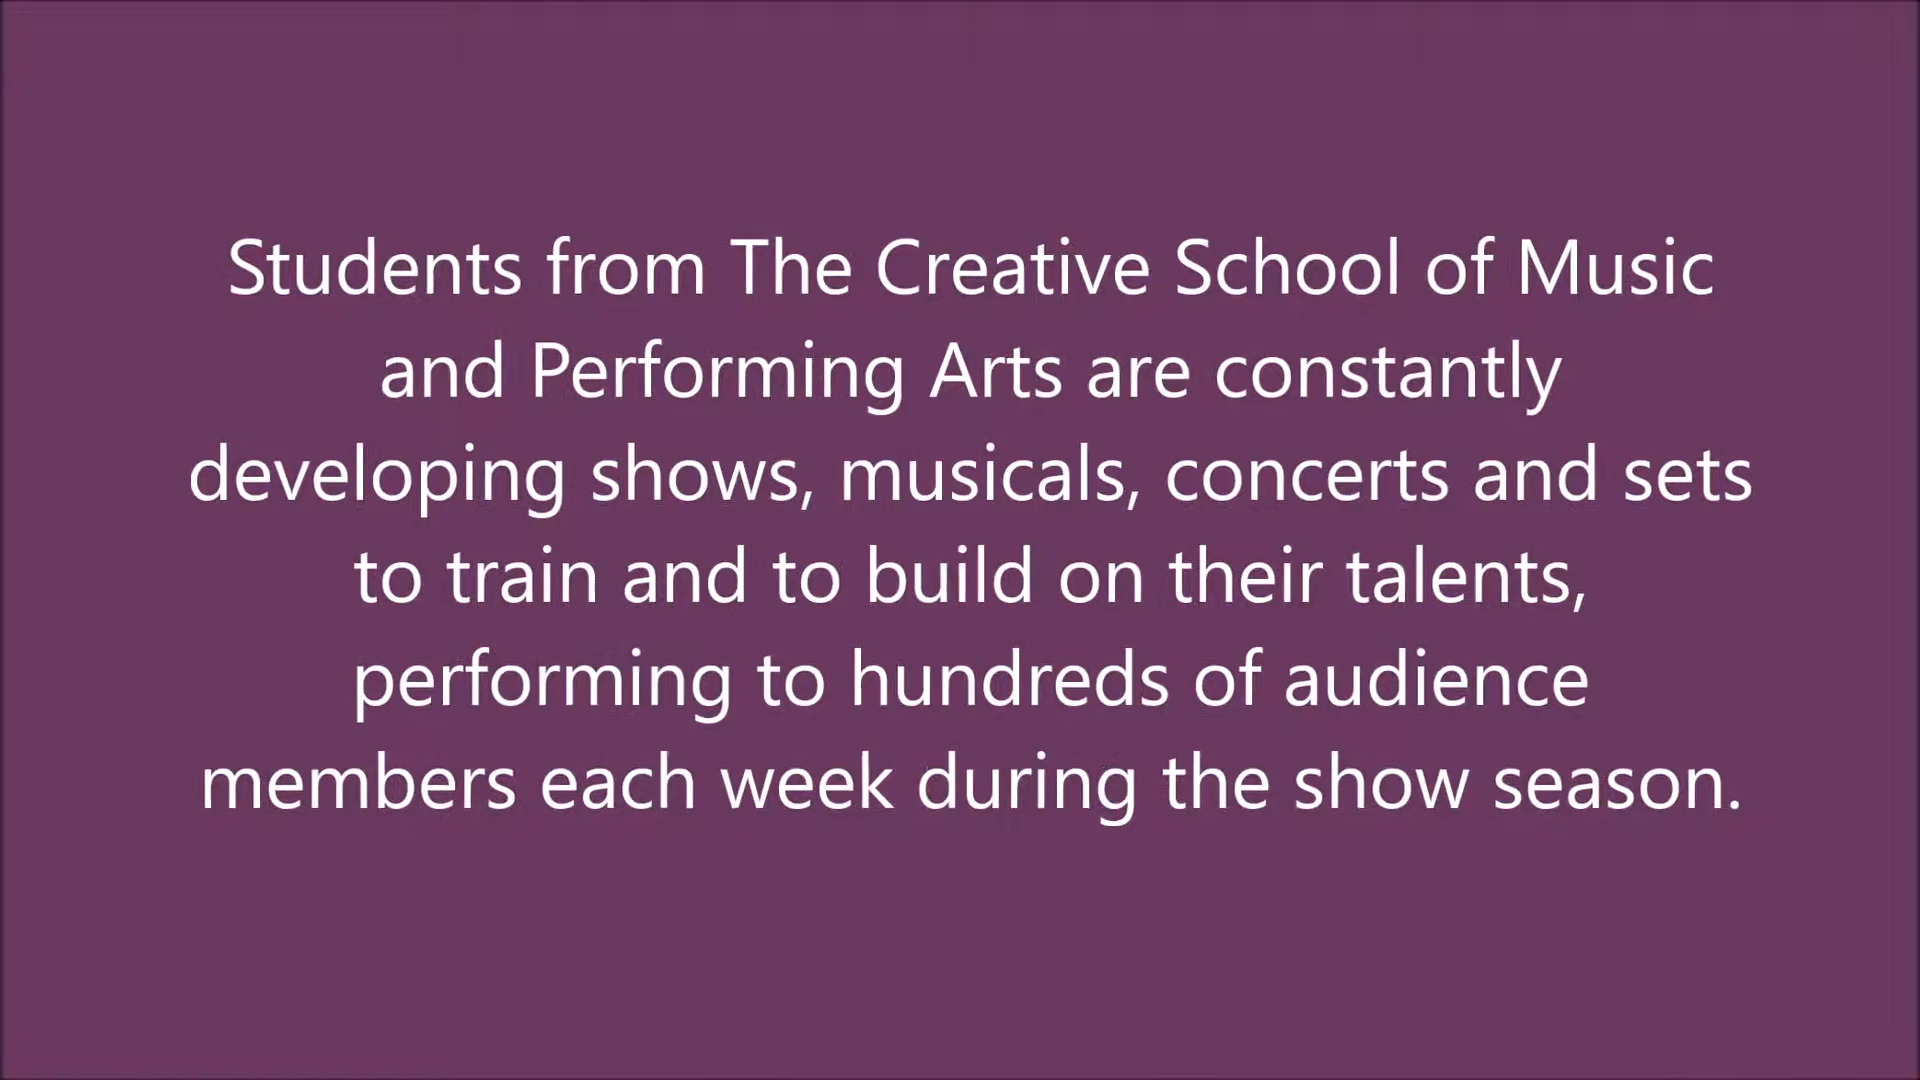 Students from The Creative School of Music
and Performing Arts are constantly
developing shows, musicals, concerts and sets
to train and to build on their talents,
performing to hundreds of audience
members each week during the show season.